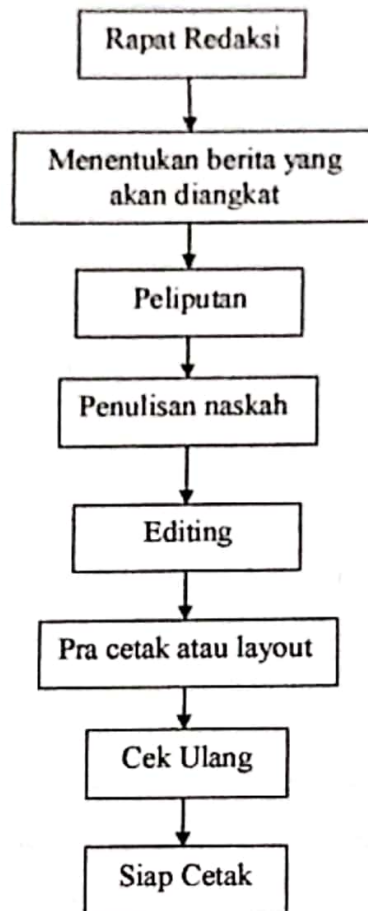 Rapat Redaksi
Menentukan berita yang
akan diangkat
Peliputan
Penulisan naskah
Editing
Pra cetak atau layout
Cek Ulang
Siap Cetak